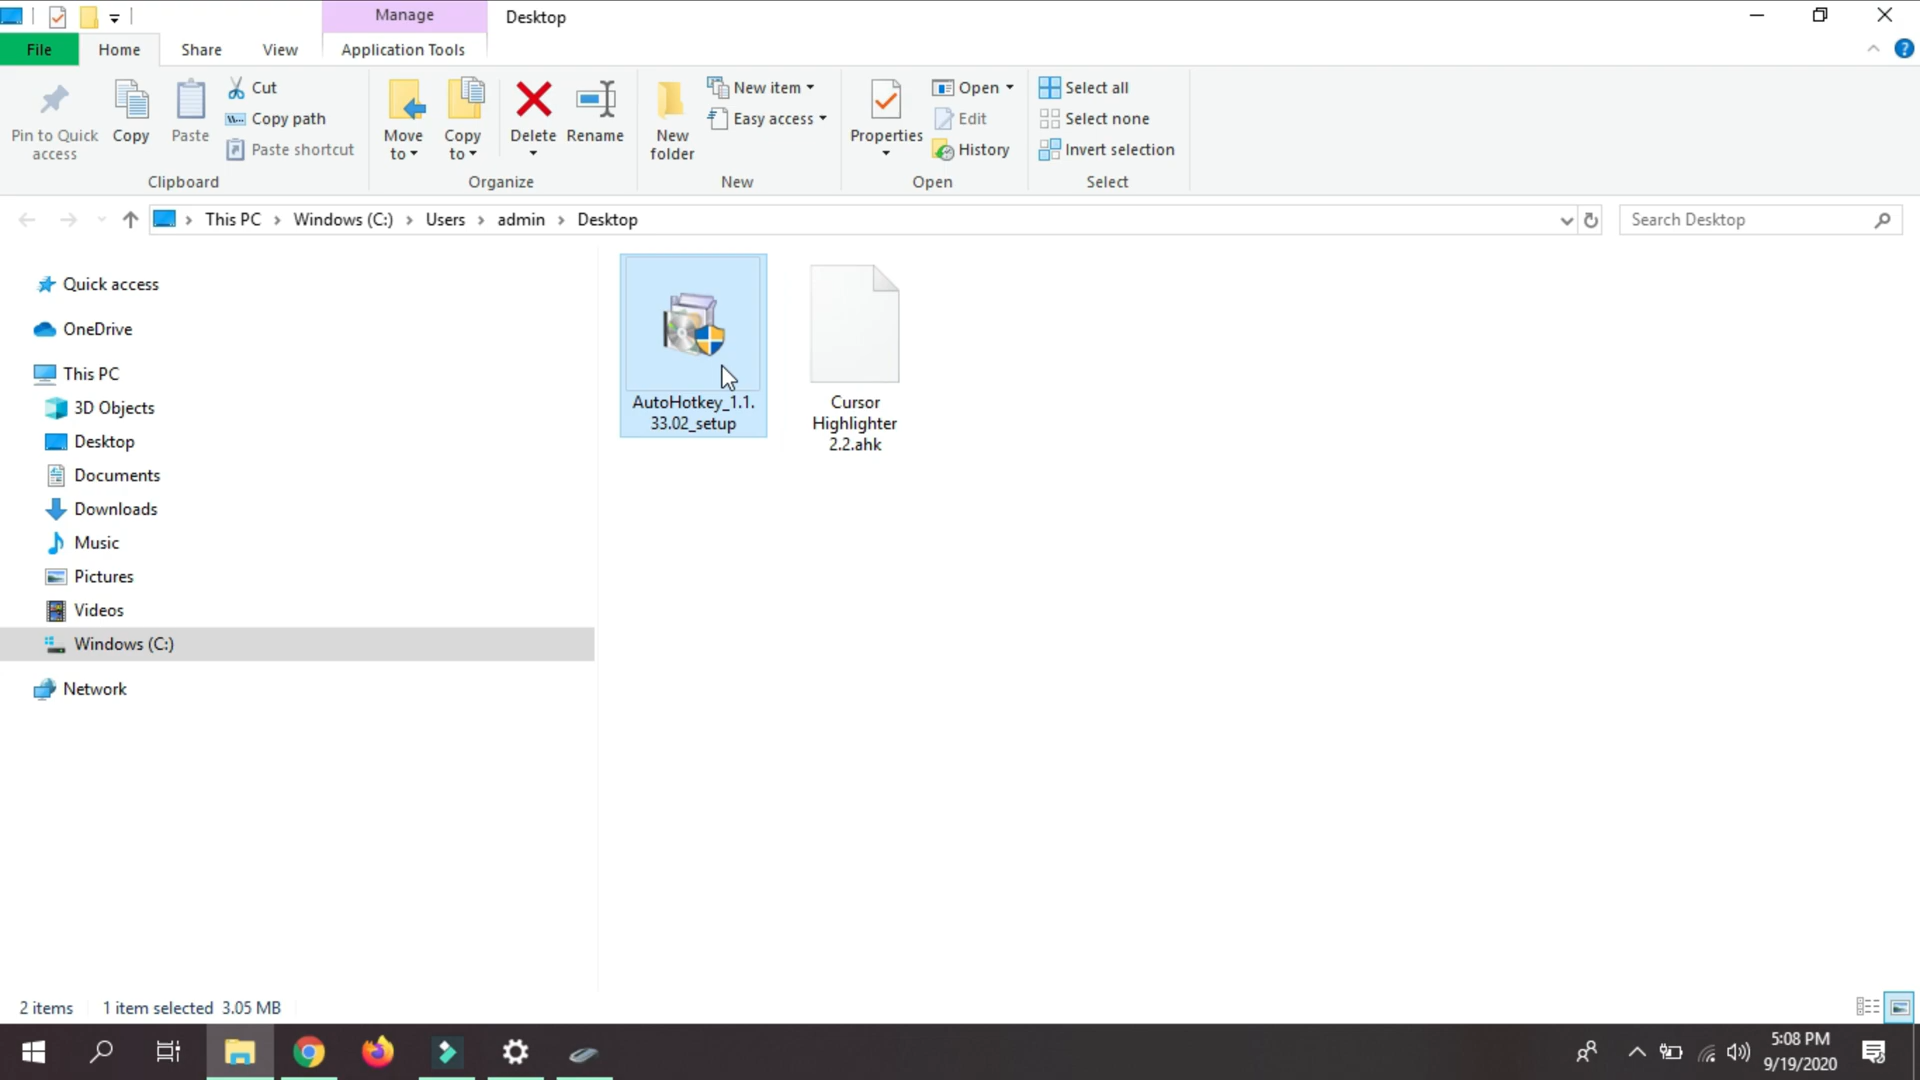 Manage
Desktop
File
Home
Share
View
Application Tools
Pin to Quick
access
Copy
Paste
Cut
Copy path
Paste shortcut
Move
to
Copy
to
Delete
Rename
New
folder
New item
Easy access
Properties
Open
Edit
History
Select all
Select none
Invert selection
Clipboard
Organize
New
Open
Select
This PC
Windows (C:)
Users
admin
Desktop
Search Desktop
Quick access
OneDrive
This PC
3D Objects
Desktop
Documents
Downloads
Music
Pictures
Videos
Windows (C:)
Network
AutoHotkey_1.1.
33.02_setup
Cursor
Highlighter
2.2.ahk
2 items
1 item selected 3.05 MB
5:08 PM
9/19/2020